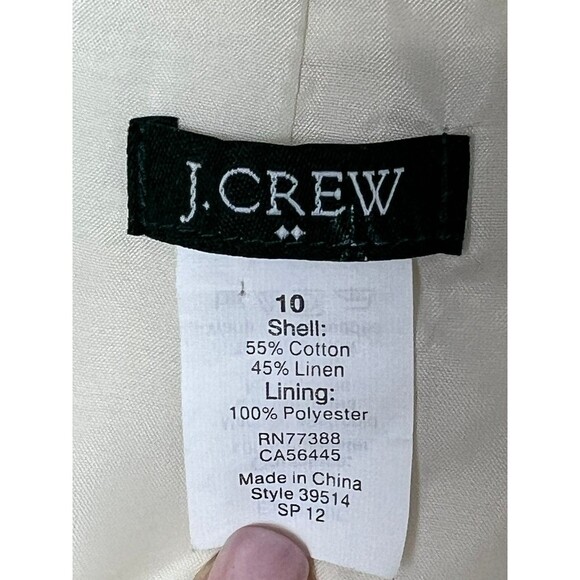 J.CREW
10
Shell:
55% Cotton
45% Linen
Lining:
100% Polyester
RN77388
CA56445
Made in China
Style 39514
SP 12